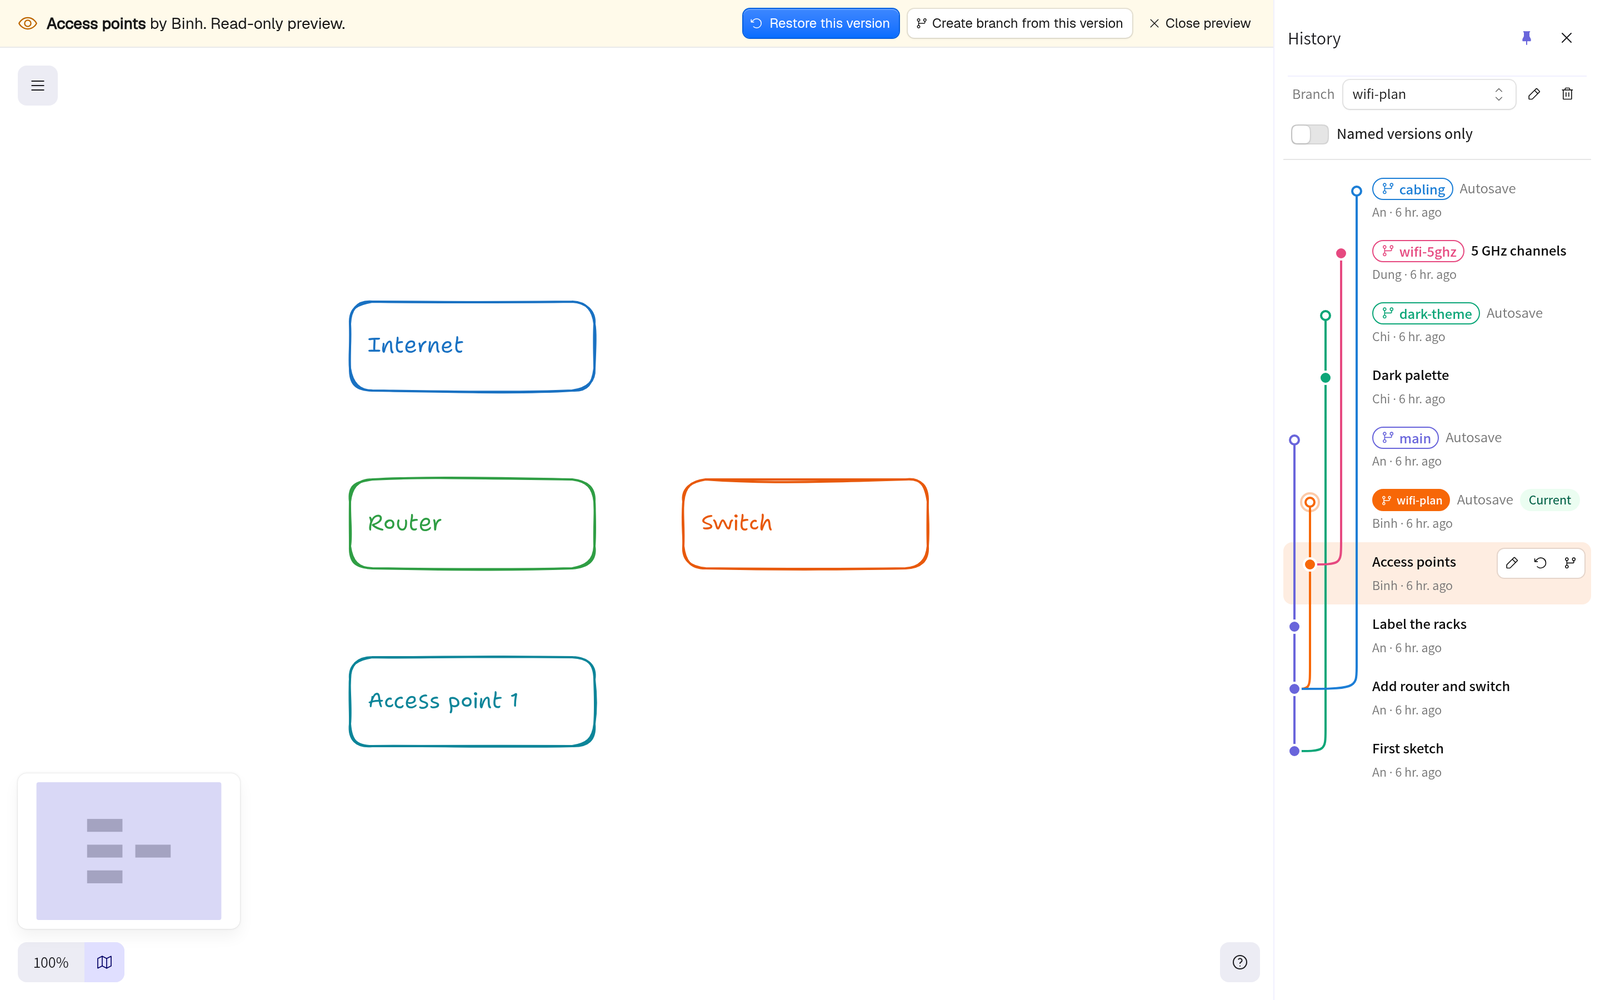 Access points by Binh. Read-only preview.
Restore this version
Create branch from this version
Close preview
History
Branch
wifi-plan
Named versions only
cabling Autosave
An · 6 hr. ago
wifi-5ghz 5 GHz channels
Dung · 6 hr. ago
dark-theme Autosave
Chi · 6 hr. ago
Dark palette
Chi · 6 hr. ago
main Autosave
An · 6 hr. ago
wifi-plan Autosave Current
Binh · 6 hr. ago
Access points
Binh · 6 hr. ago
Label the racks
An · 6 hr. ago
Add router and switch
An · 6 hr. ago
First sketch
An · 6 hr. ago
Internet
Router
Switch
Access point 1
100%